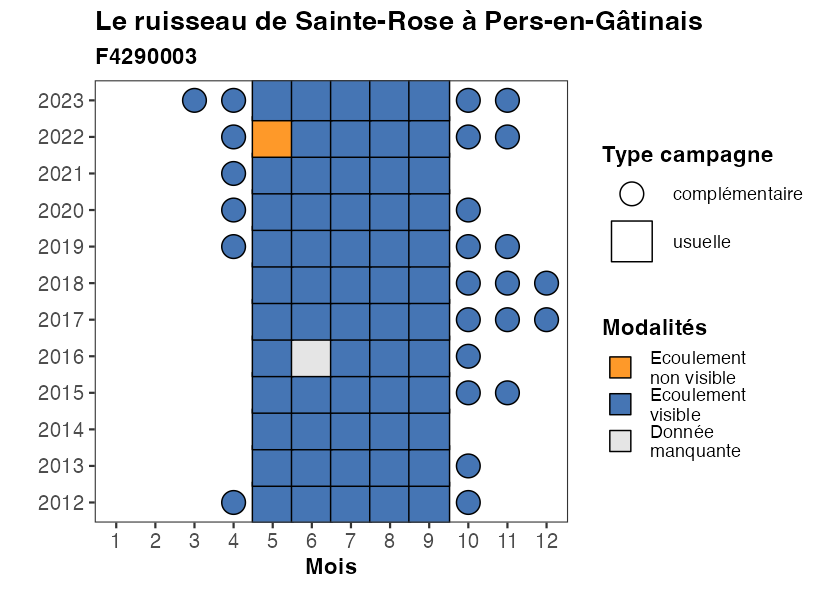 Le ruisseau de Sainte-Rose à Pers-en-Gâtinais
F4290003
2023
2022
2021
2020
2019
2018
2017
2016
2015
2014
2013
2012
1 2 3 4 5 6 7 8 9 10 11 12
Mois
Type campagne
complémentaire
usuelle
Modalités
Ecoulement
non visible
Ecoulement
visible
Donnée
manquante